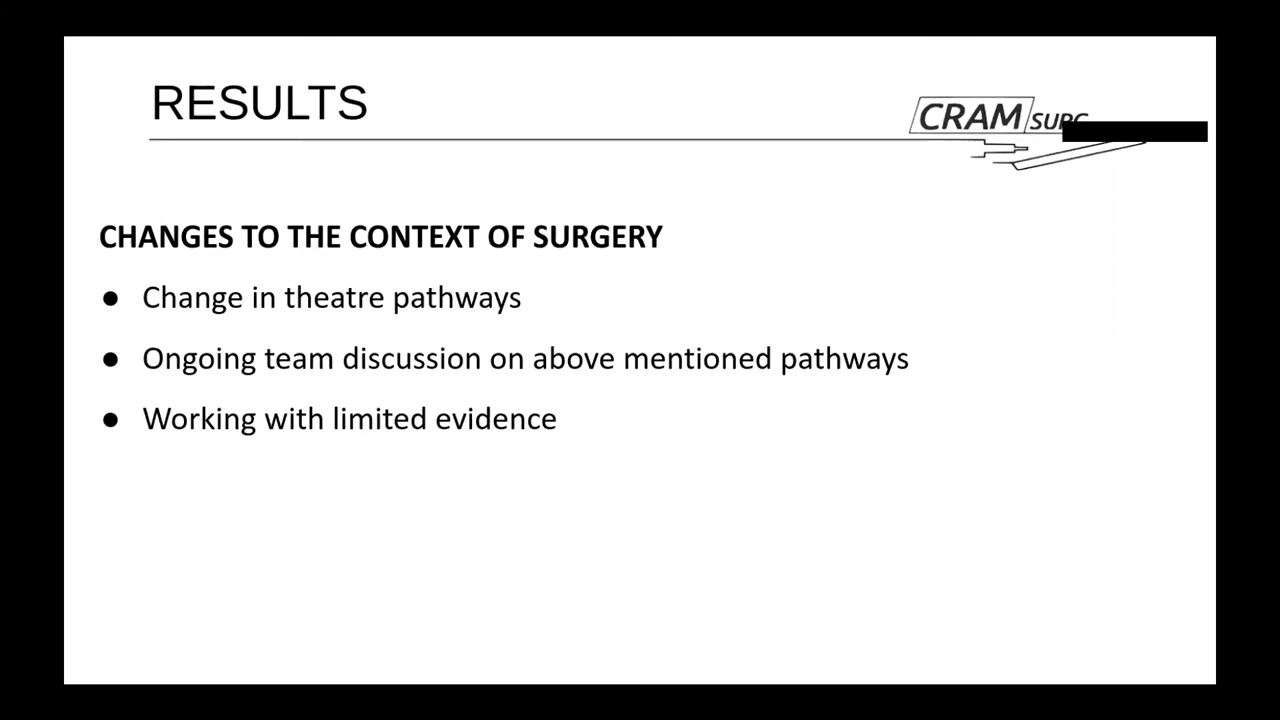 RESULTS
CRAM
CHANGES TO THE CONTEXT OF SURGERY
● Change in theatre pathways
● Ongoing team discussion on above mentioned pathways
● Working with limited evidence